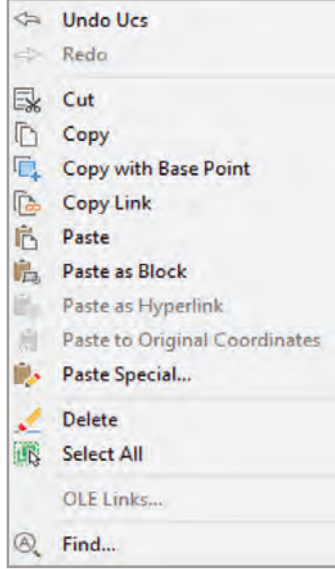 Undo Ucs
Redo
Cut
Copy
Copy with Base Point
Copy Link
Paste
Paste as Block
Paste as Hyperlink
Paste to Original Coordinates
Paste Special...
Delete
Select All
OLE Links...
Find...